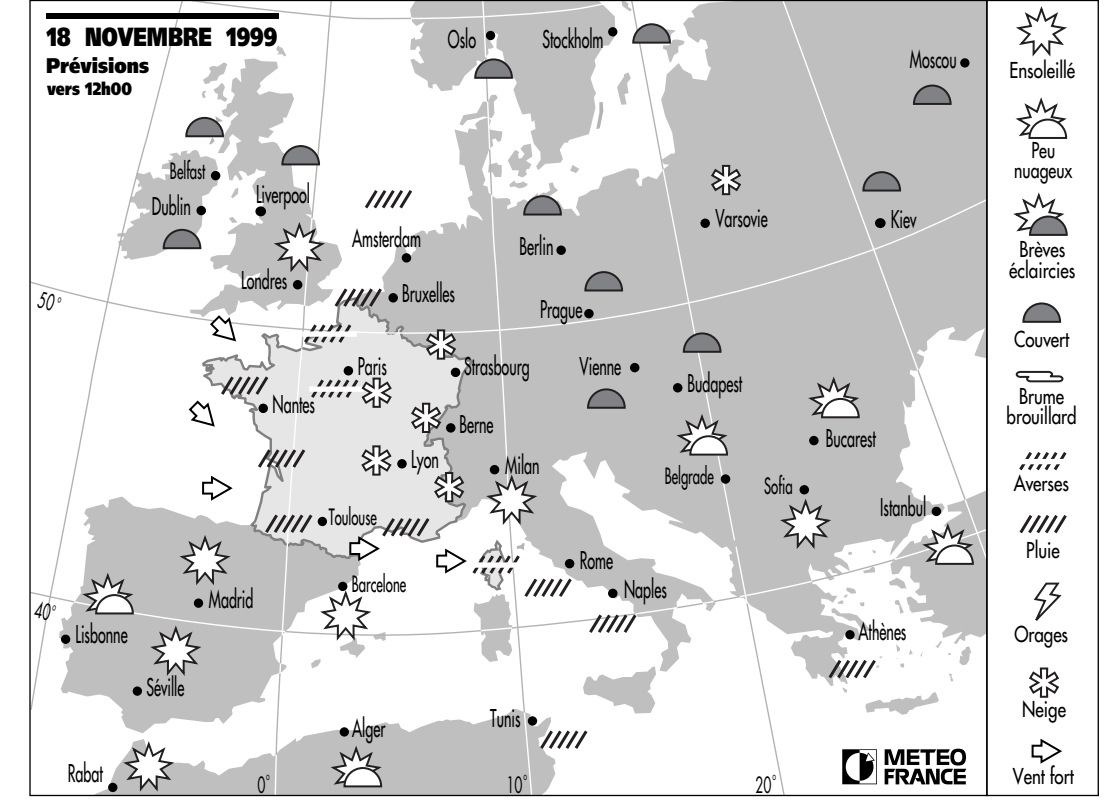 18 NOVEMBRE 1999
Prévisions
vers 12h00
Oslo
Stockholm
Moscou
Belfast
Dublin
Liverpool
Londres
Amsterdam
Bruxelles
Berlin
Varsovie
Kiev
Prague
50°
Paris
Strasbourg
Nantes
Berne
Lyon
Milan
Toulouse
Vienne
Budapest
Bucarest
Belgrade
Sofia
Istanbul
Barcelone
Rome
Naples
Madrid
40°
Lisbonne
Séville
Athènes
Tunis
Alger
Rabat
0°
10°
20°
METEO
FRANCE
Ensoleillé
Peu
nuageux
Brèves
éclaircies
Couvert
Brume
brouillard
Averses
Pluie
Orages
Neige
Vent fort